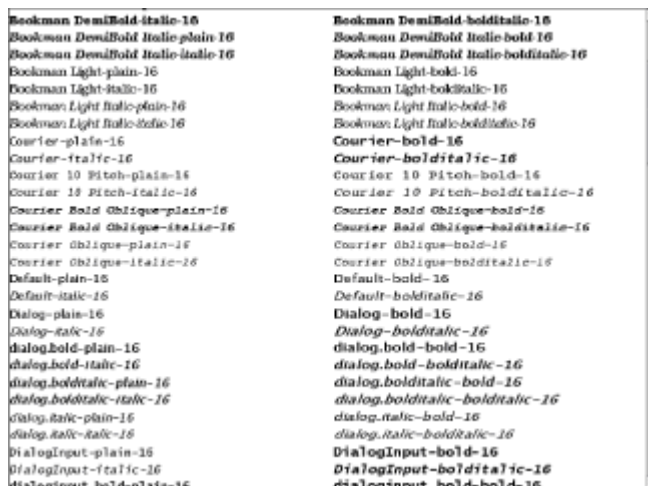 Bookman DemiBold-italic-16 Bookman DemiBold-bolditalic-16
Bookman DemiBold Italic-plain-16 Bookman DemiBold Italic-bold-16
Bookman DemiBold Italic-italic-16 Bookman DemiBold Italic-bolditalic-16
Bookman Light-plain-16 Bookman Light-bold-16
Bookman Light-italic-16 Bookman Light-bolditalic-16
Bookman Light Italic-plain-16 Bookman Light Italic-bold-16
Bookman Light Italic-italic-16 Bookman Light Italic-bolditalic-16
Courier-plain-16 Courier-bold-16
Courier-italic-16 Courier-bolditalic-16
Courier 10 Pitch-plain-16 Courier 10 Pitch-bold-16
Courier 10 Pitch-italic-16 Courier 10 Pitch-bolditalic-16
Courier Bold Oblique-plain-16 Courier Bold Oblique-bold-16
Courier Bold Oblique-italic-16 Courier Bold Oblique-bolditalic-16
Courier Oblique-plain-16 Courier Oblique-bold-16
Courier Oblique-italic-16 Courier Oblique-bolditalic-16
Default-plain-16 Default-bold-16
Default-italic-16 Default-bolditalic-16
Dialog-plain-16 Dialog-bold-16
Dialog-italic-16 Dialog-bolditalic-16
dialog.bold-plain-16 dialog.bold-bold-16
dialog.bold-italic-16 dialog.bold-bolditalic-16
dialog.bolditalic-plain-16 dialog.bolditalic-bold-16
dialog.bolditalic-italic-16 dialog.bolditalic-bolditalic-16
dialog.italic-plain-16 dialog.italic-bold-16
dialog.italic-italic-16 dialog.italic-bolditalic-16
DialogInput-plain-16 DialogInput-bold-16
DialogInput-italic-16 DialogInput-bolditalic-16
dialoginput.bold-plain-16 dialoginput.bold-bold-16